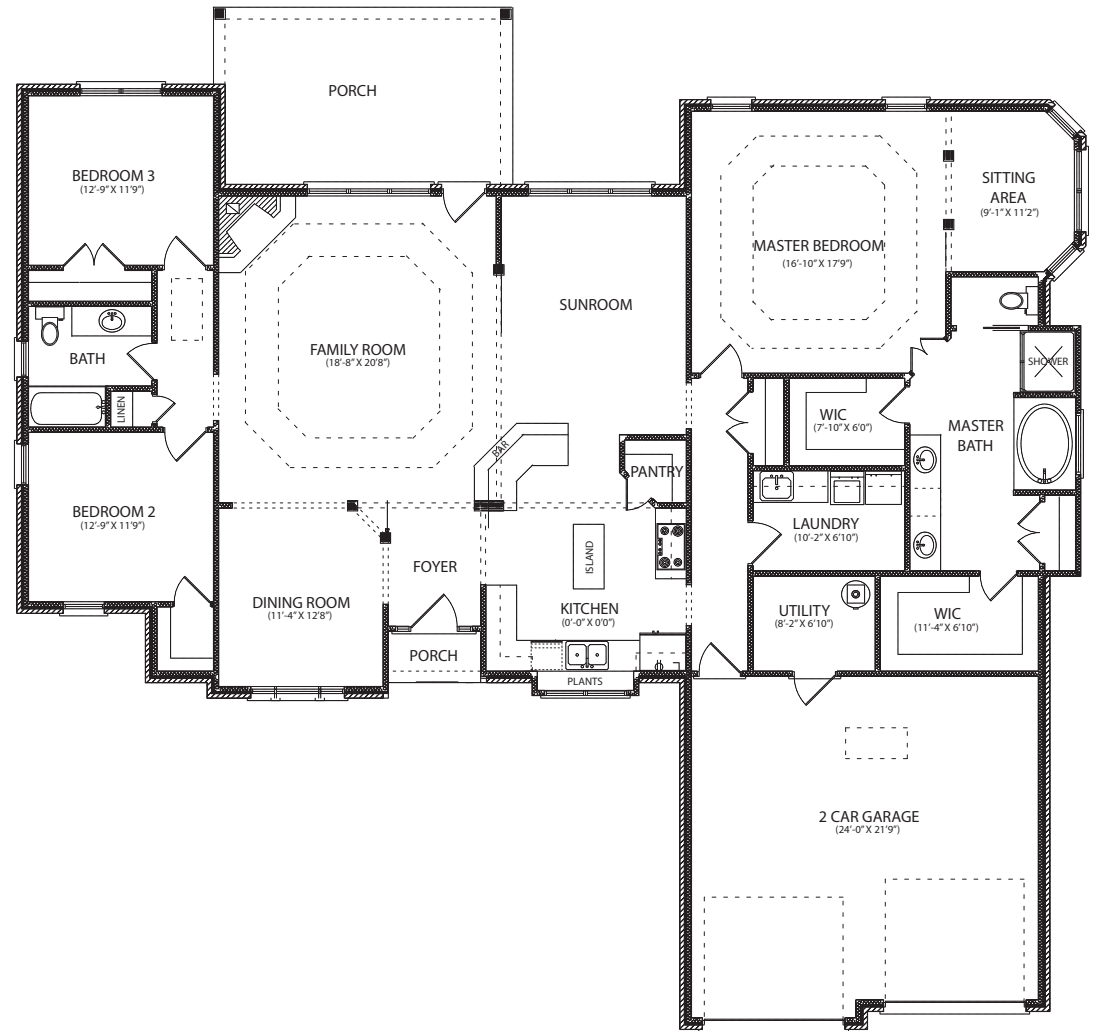 PORCH
BEDROOM 3
(12'-9" X 11'9")
SITTING
AREA
(9'-1" X 11'2")
MASTER BEDROOM
(16'-10" X 17'9")
SUNROOM
FAMILY ROOM
(18'-8" X 20'8")
BATH
SHOWER
LINEN
WIC
(7'-10" X 6'0")
MASTER
BATH
BAR
PANTRY
BEDROOM 2
(12'-9" X 11'9")
LAUNDRY
(10'-2" X 6'10")
ISLAND
FOYER
DINING ROOM
(11'-4" X 12'8")
KITCHEN
(0'-0" X 0'0")
UTILITY
(8'-2" X 6'10")
WIC
(11'-4" X 6'10")
PORCH
PLANTS
2 CAR GARAGE
(24'-0" X 21'9")